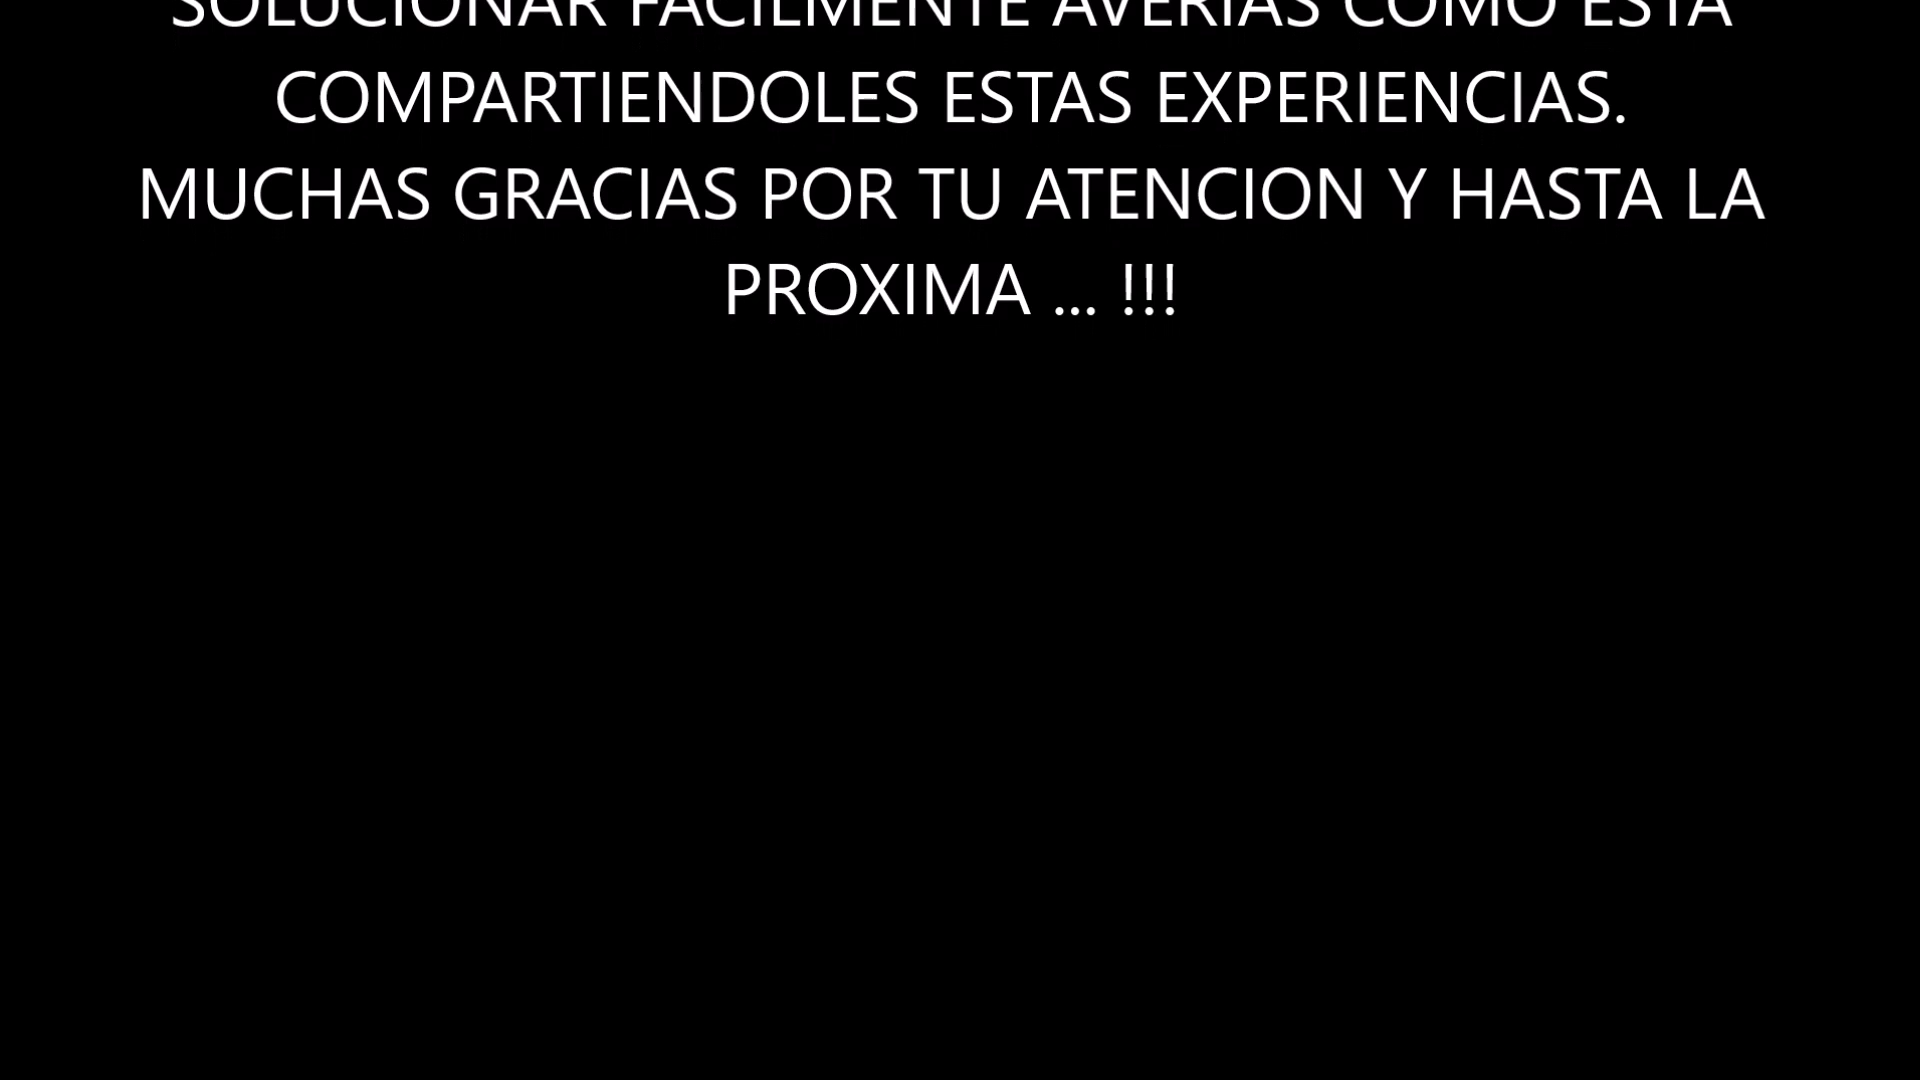 SOLUCIONAR FACILMENTE AVERIAS COMO ESTA
COMPARTIENDOLES ESTAS EXPERIENCIAS.
MUCHAS GRACIAS POR TU ATENCION Y HASTA LA
PROXIMA ... !!!